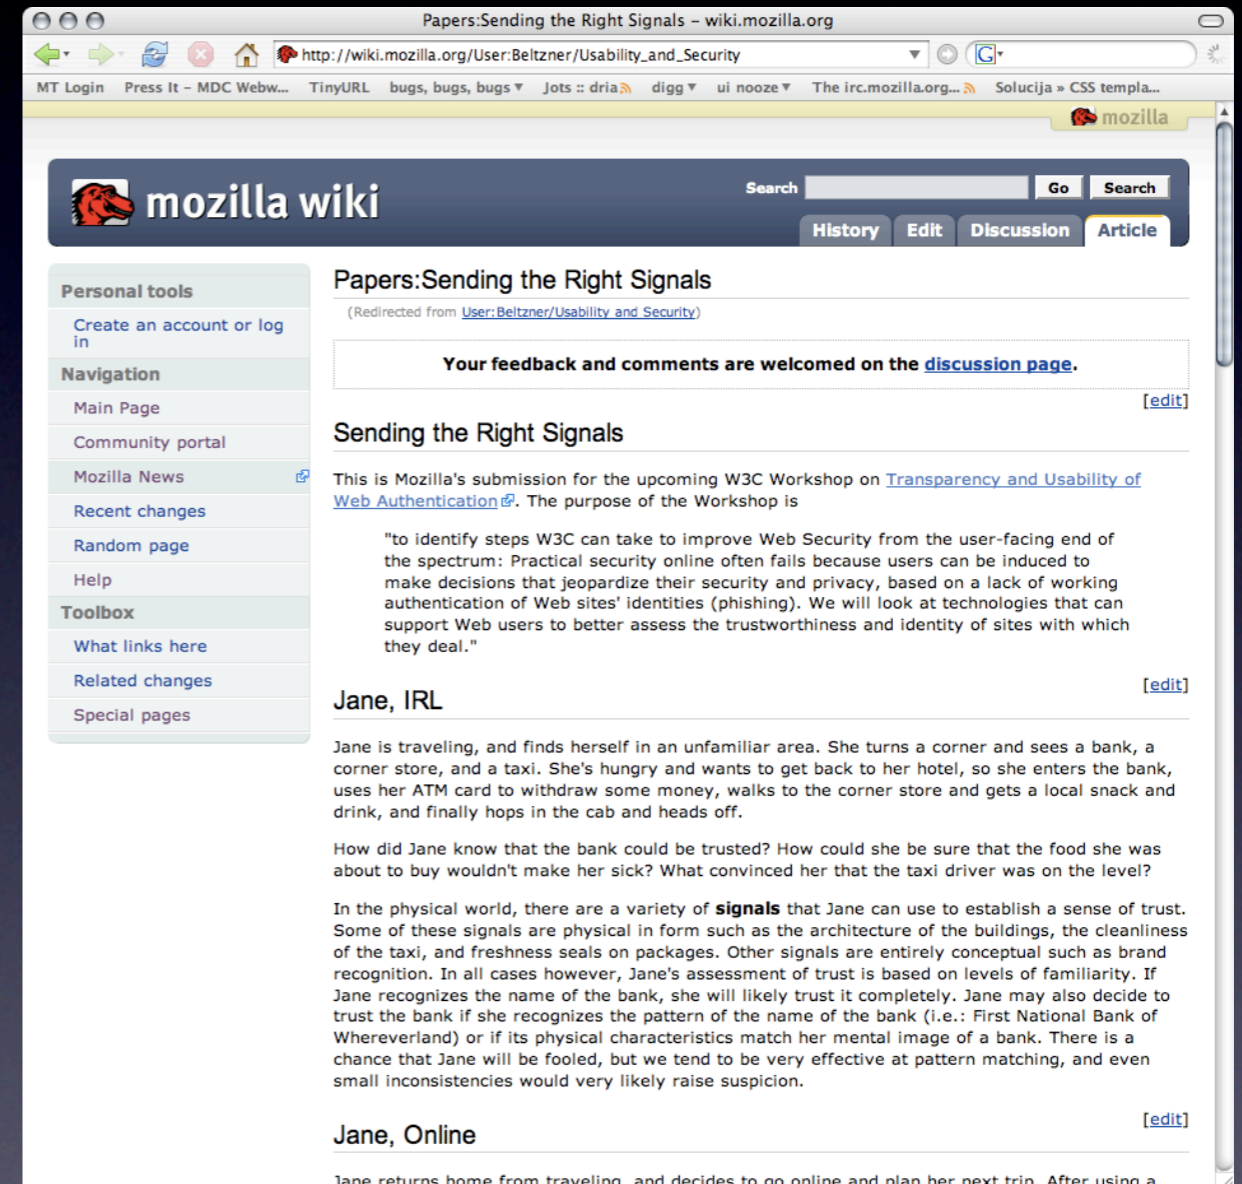 Papers:Sending the Right Signals – wiki.mozilla.org
http://wiki.mozilla.org/User:Beltzner/Usability_and_Security
G
MT Login Press It – MDC Webw... TinyURL bugs, bugs, bugs Jots :: dria digg ui nooze The irc.mozilla.org... Solucija » CSS templa...
mozilla
mozilla wiki
Search Go Search
History Edit Discussion Article
Personal tools
Create an account or log
in
Navigation
Main Page
Community portal
Mozilla News
Recent changes
Random page
Help
Toolbox
What links here
Related changes
Special pages
Papers:Sending the Right Signals
(Redirected from User:Beltzner/Usability and Security)
Your feedback and comments are welcomed on the discussion page.
[edit]
Sending the Right Signals
This is Mozilla's submission for the upcoming W3C Workshop on Transparency and Usability of
Web Authentication. The purpose of the Workshop is
"to identify steps W3C can take to improve Web Security from the user-facing end of
the spectrum: Practical security online often fails because users can be induced to
make decisions that jeopardize their security and privacy, based on a lack of working
authentication of Web sites' identities (phishing). We will look at technologies that can
support Web users to better assess the trustworthiness and identity of sites with which
they deal."
[edit]
Jane, IRL
Jane is traveling, and finds herself in an unfamiliar area. She turns a corner and sees a bank, a
corner store, and a taxi. She's hungry and wants to get back to her hotel, so she enters the bank,
uses her ATM card to withdraw some money, walks to the corner store and gets a local snack and
drink, and finally hops in the cab and heads off.
How did Jane know that the bank could be trusted? How could she be sure that the food she was
about to buy wouldn't make her sick? What convinced her that the taxi driver was on the level?
In the physical world, there are a variety of signals that Jane can use to establish a sense of trust.
Some of these signals are physical in form such as the architecture of the buildings, the cleanliness
of the taxi, and freshness seals on packages. Other signals are entirely conceptual such as brand
recognition. In all cases however, Jane's assessment of trust is based on levels of familiarity. If
Jane recognizes the name of the bank, she will likely trust it completely. Jane may also decide to
trust the bank if she recognizes the pattern of the name of the bank (i.e.: First National Bank of
Whereverland) or if its physical characteristics match her mental image of a bank. There is a
chance that Jane will be fooled, but we tend to be very effective at pattern matching, and even
small inconsistencies would very likely raise suspicion.
[edit]
Jane, Online
Jane returns home from traveling, and decides to go online and plan her next trip. After using a